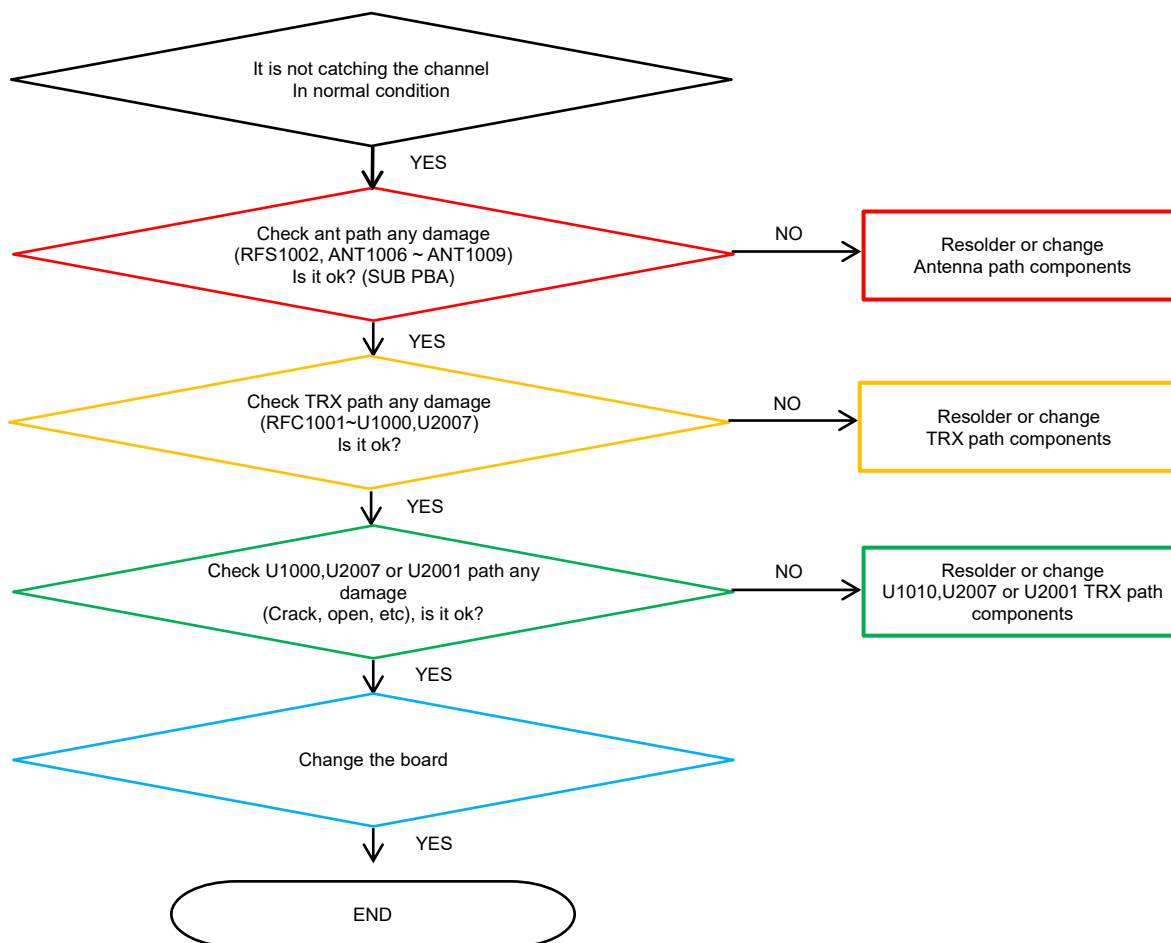 It is not catching the channel
In normal condition
YES
Check ant path any damage
(RFS1002, ANT1006 ~ ANT1009)
Is it ok? (SUB PBA)
NO
Resolder or change
Antenna path components
YES
Check TRX path any damage
(RFC1001~U1000,U2007)
Is it ok?
NO
Resolder or change
TRX path components
YES
Check U1000,U2007 or U2001 path any
damage
(Crack, open, etc), is it ok?
NO
Resolder or change
U1010,U2007 or U2001 TRX path
components
YES
Change the board
YES
END